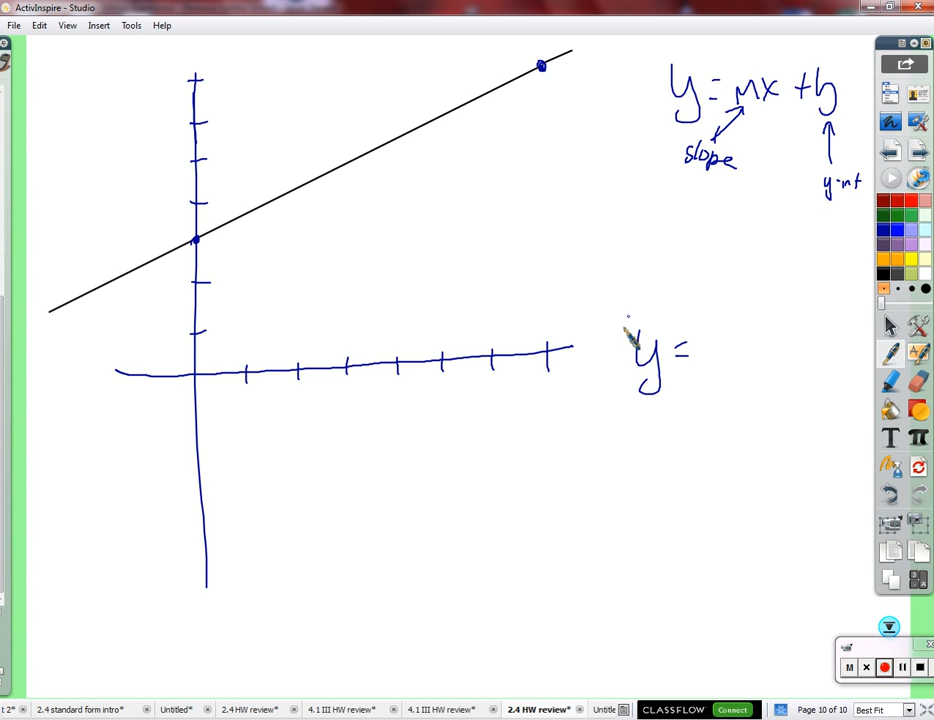 ActivInspire - Studio
File Edit View Insert Tools Help
y = mx + b
slope
y-int
y =
T π
M
t 2* 2.4 standard form intro* Untitled* 2.4 HW review* 4.1 III HW review* 4.1 III HW review* 2.4 HW review* Untitle CLASSFLOW Connect Page 10 of 10 Best Fit